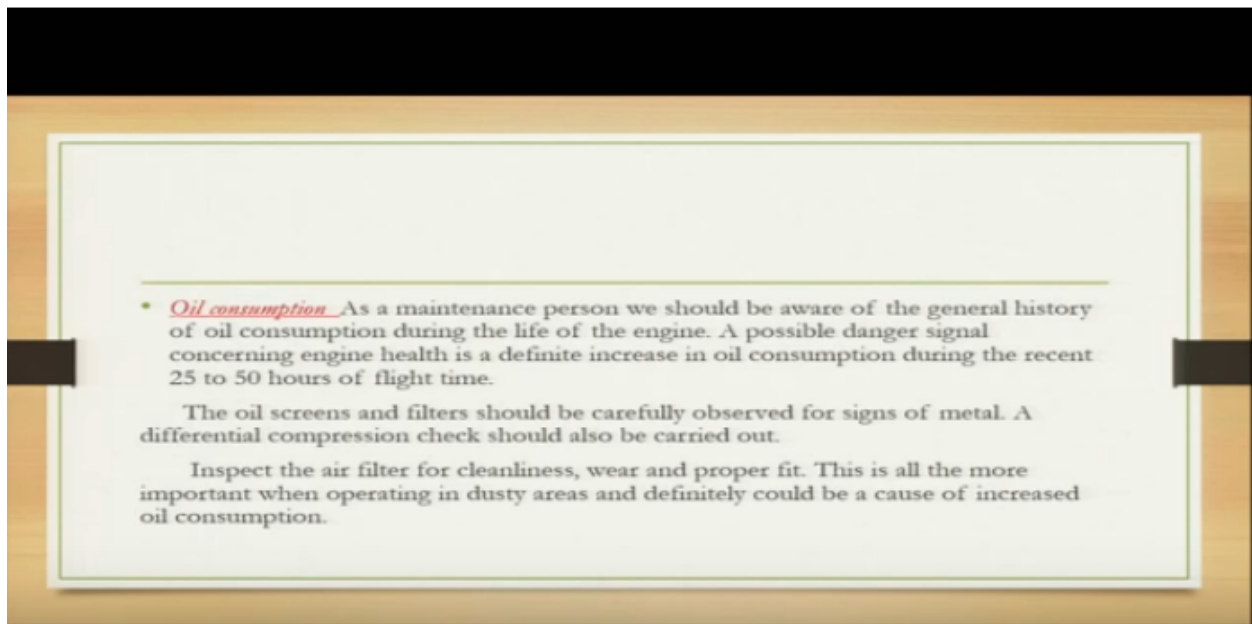 • Oil consumption As a maintenance person we should be aware of the general history
of oil consumption during the life of the engine. A possible danger signal
concerning engine health is a definite increase in oil consumption during the recent
25 to 50 hours of flight time.
The oil screens and filters should be carefully observed for signs of metal. A
differential compression check should also be carried out.
Inspect the air filter for cleanliness, wear and proper fit. This is all the more
important when operating in dusty areas and definitely could be a cause of increased
oil consumption.